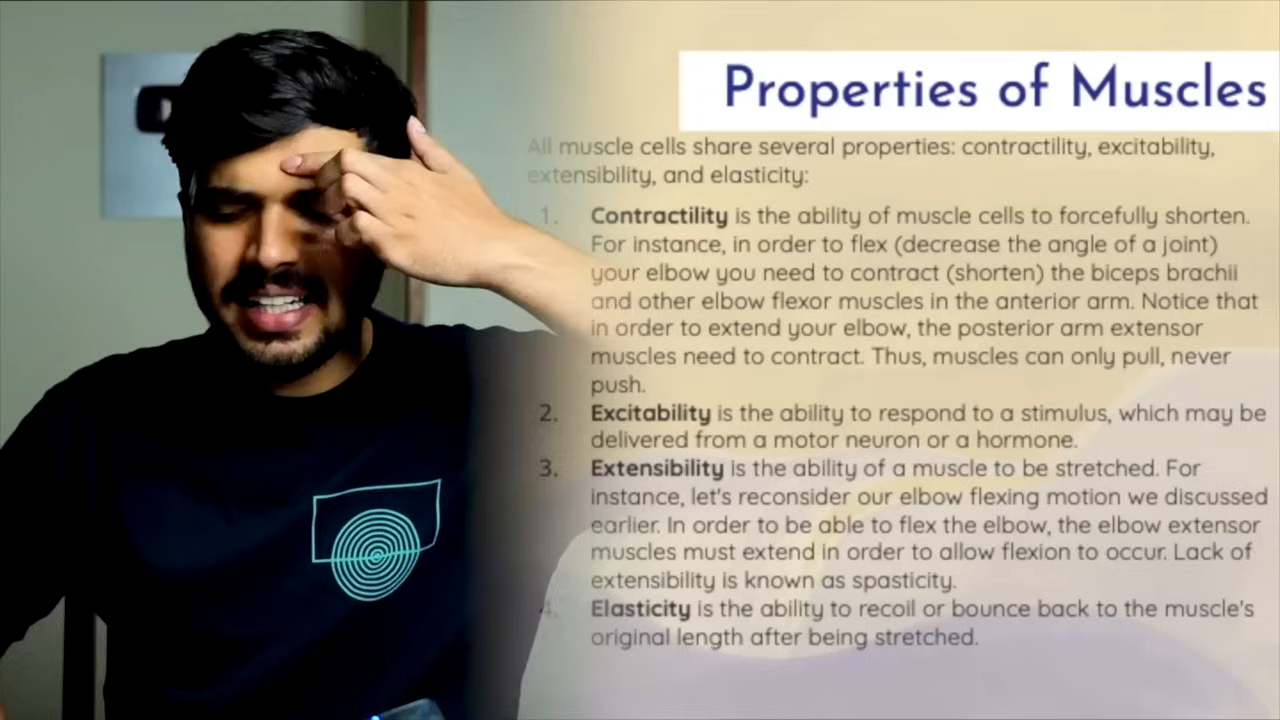 Properties of Muscles
All muscle cells share several properties: contractility, excitability,
extensibility, and elasticity:
1. Contractility is the ability of muscle cells to forcefully shorten.
For instance, in order to flex (decrease the angle of a joint)
your elbow you need to contract (shorten) the biceps brachii
and other elbow flexor muscles in the anterior arm. Notice that
in order to extend your elbow, the posterior arm extensor
muscles need to contract. Thus, muscles can only pull, never
push.
2. Excitability is the ability to respond to a stimulus, which may be
delivered from a motor neuron or a hormone.
3. Extensibility is the ability of a muscle to be stretched. For
instance, let's reconsider our elbow flexing motion we discussed
earlier. In order to be able to flex the elbow, the elbow extensor
muscles must extend in order to allow flexion to occur. Lack of
extensibility is known as spasticity.
4. Elasticity is the ability to recoil or bounce back to the muscle's
original length after being stretched.